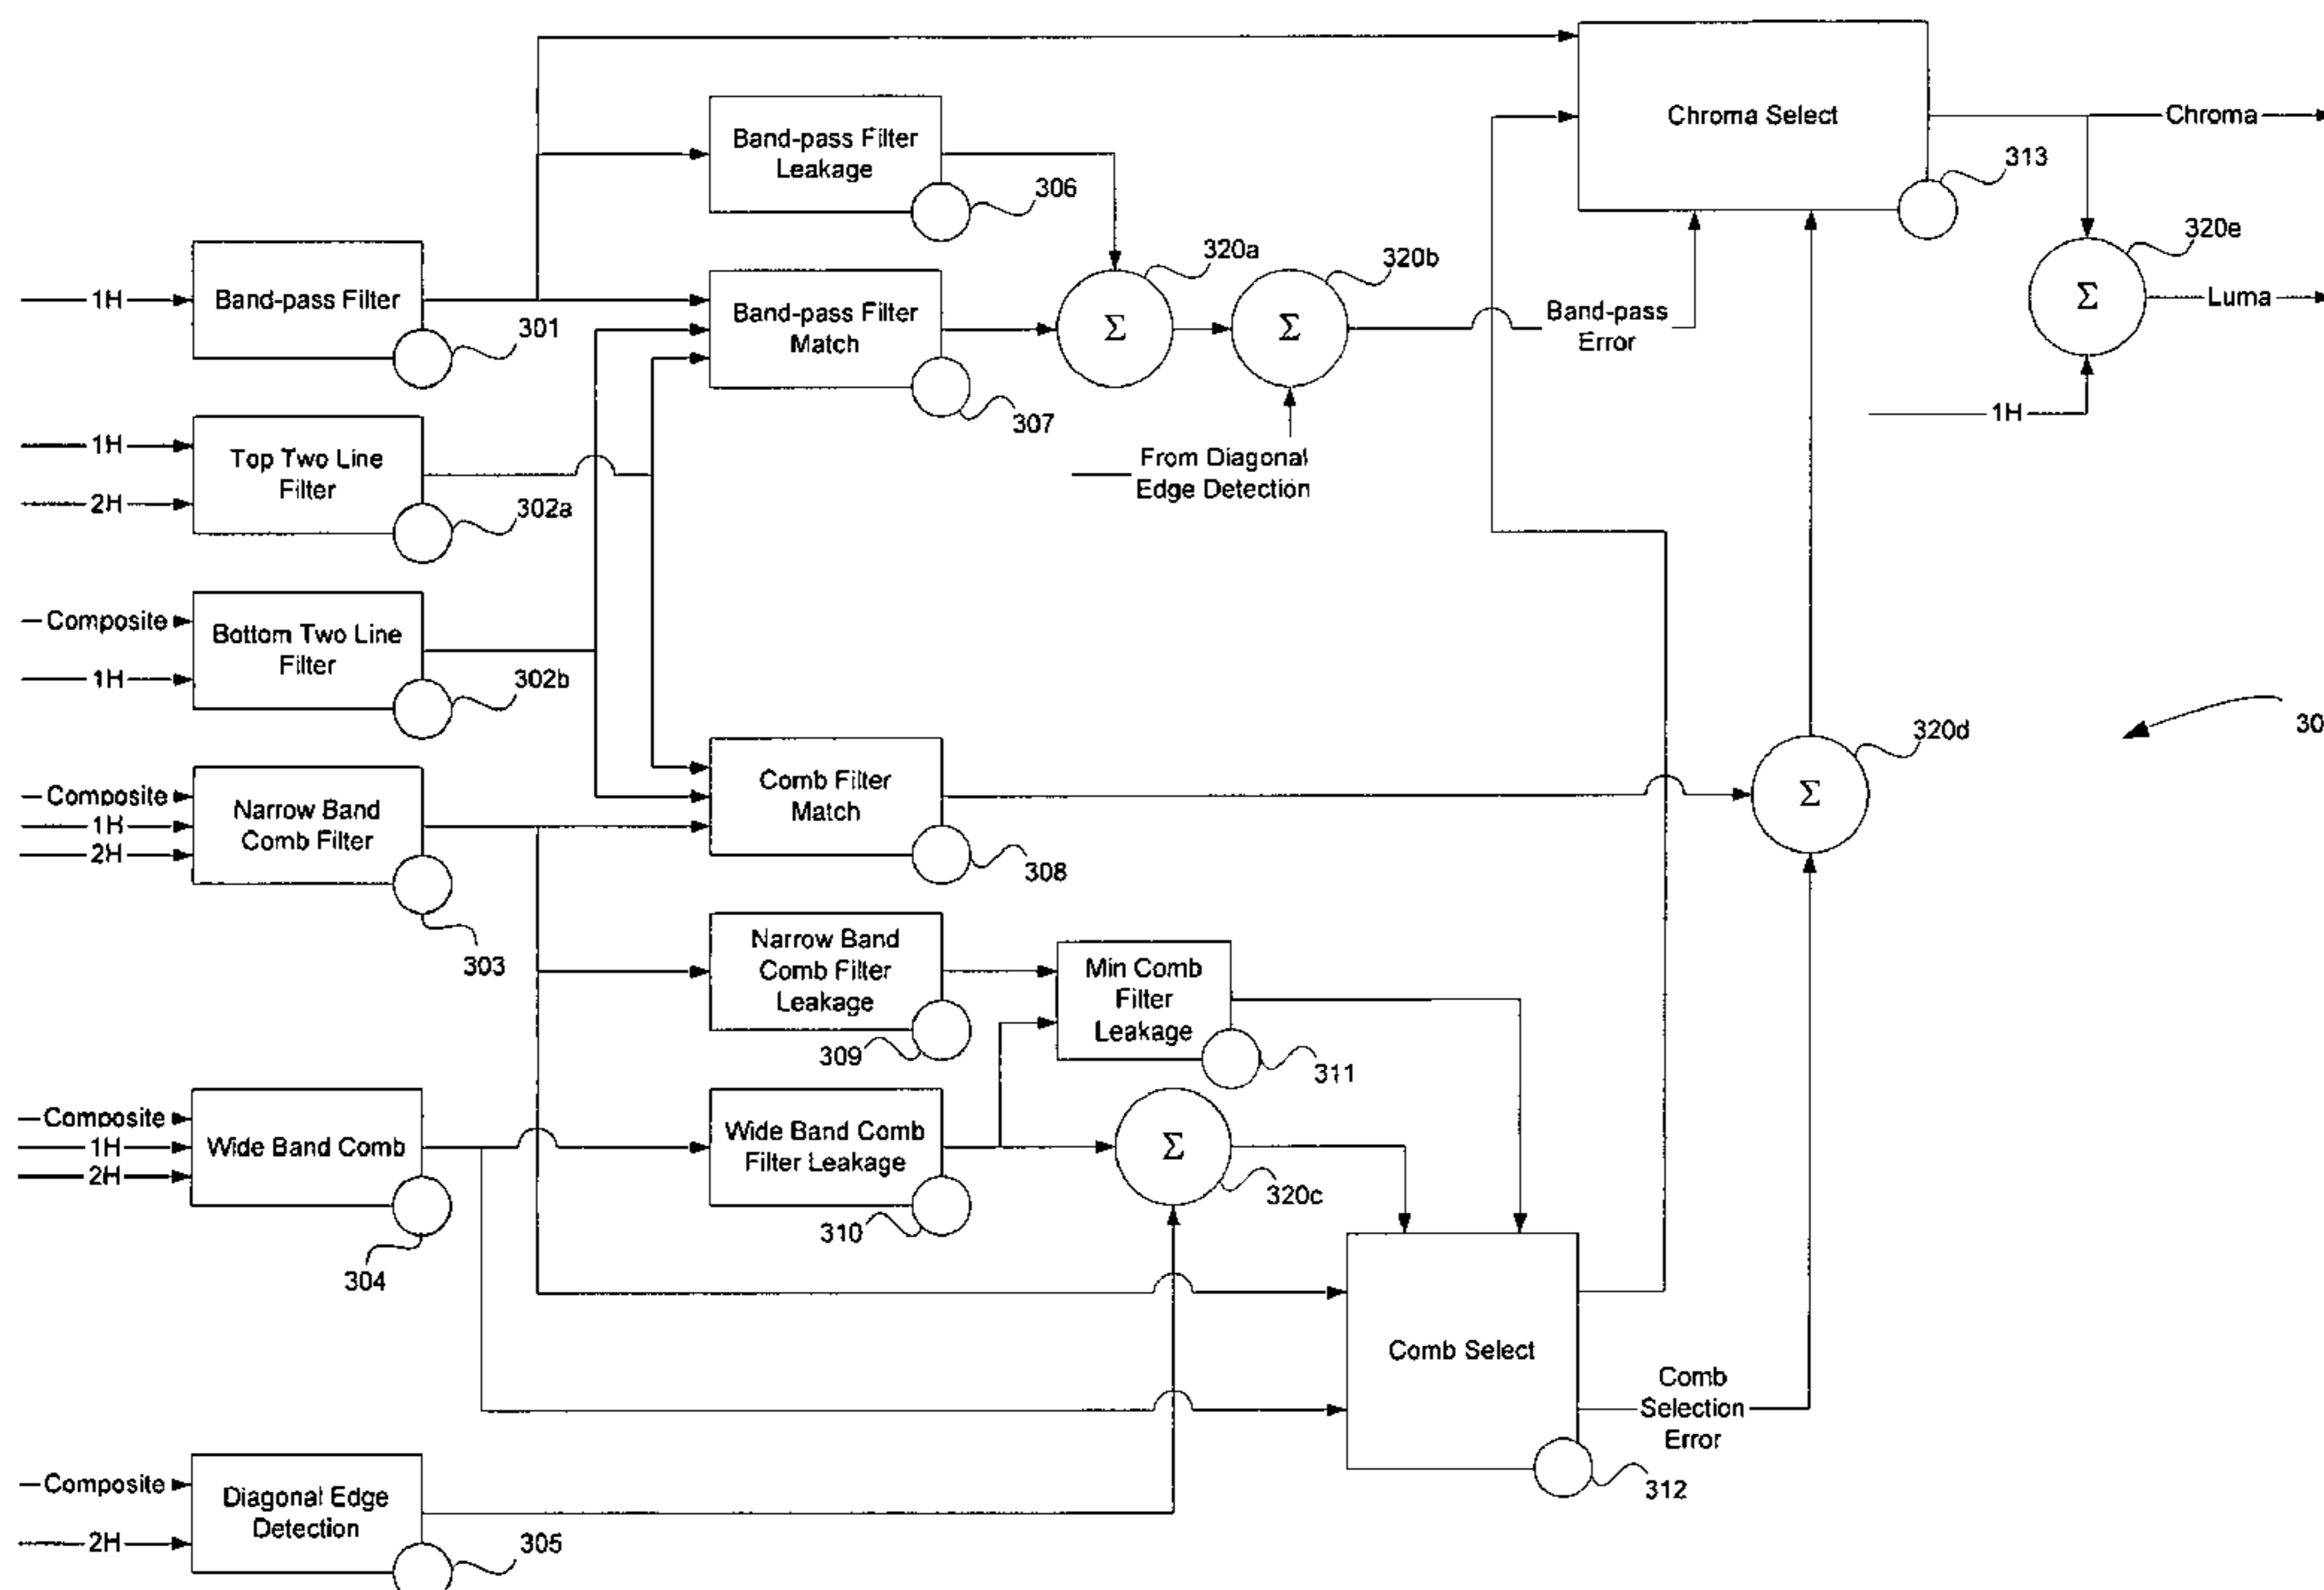 Chroma Select
Chroma
313
Band-pass Filter
Leakage
306
320a
320b
320e
1H
Band-pass Filter
301
Band-pass Filter
Match
307
Σ
Σ
Band-pass
Error
Σ
Luma
1H
From Diagonal
Edge Detection
1H
2H
Top Two Line
Filter
302a
Composite
1H
Bottom Two Line
Filter
302b
30
320d
Composite
1H
2H
Narrow Band
Comb Filter
303
Comb Filter
Match
308
Σ
Narrow Band
Comb Filter
Leakage
309
Min Comb
Filter
Leakage
311
Composite
1H
2H
Wide Band Comb
304
Wide Band Comb
Filter Leakage
310
Σ
320c
Comb Select
312
Comb
Selection
Error
Composite
2H
Diagonal Edge
Detection
305